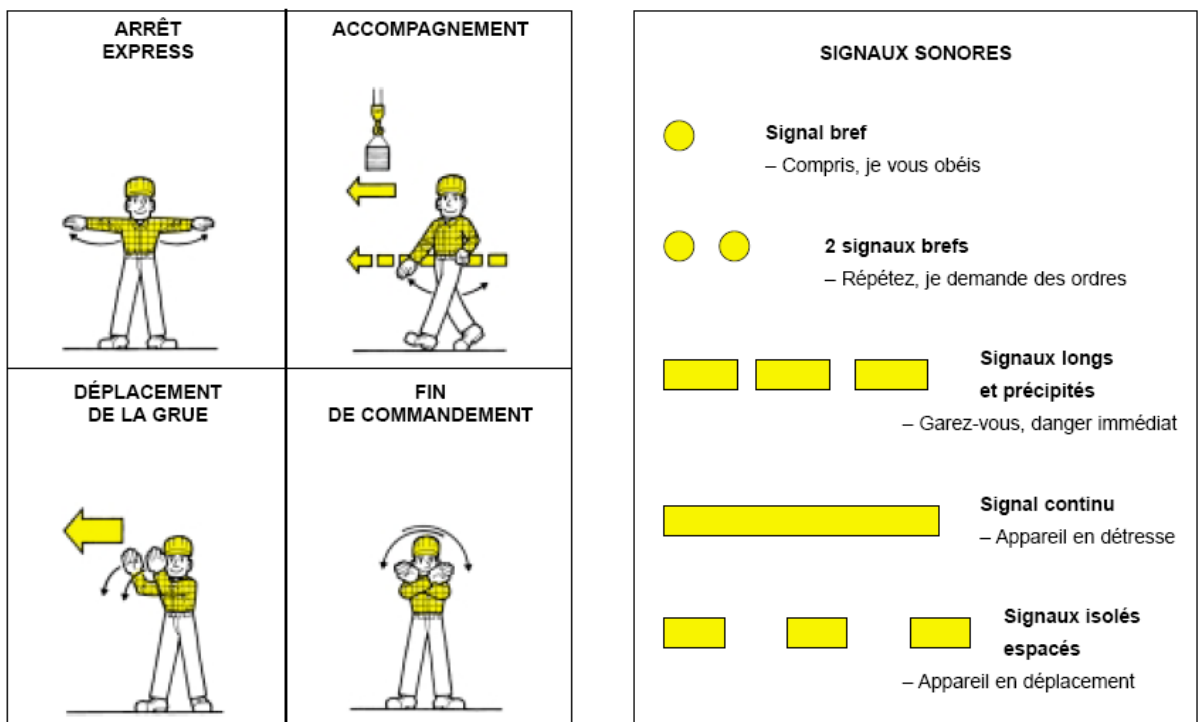 ARRÊT
EXPRESS
ACCOMPAGNEMENT
DÉPLACEMENT
DE LA GRUE
FIN
DE COMMANDEMENT
SIGNAUX SONORES
Signal bref
– Compris, je vous obéis
2 signaux brefs
– Répétez, je demande des ordres
Signaux longs
et précipités
– Garez-vous, danger immédiat
Signal continu
– Appareil en détresse
Signaux isolés
espacés
– Appareil en déplacement